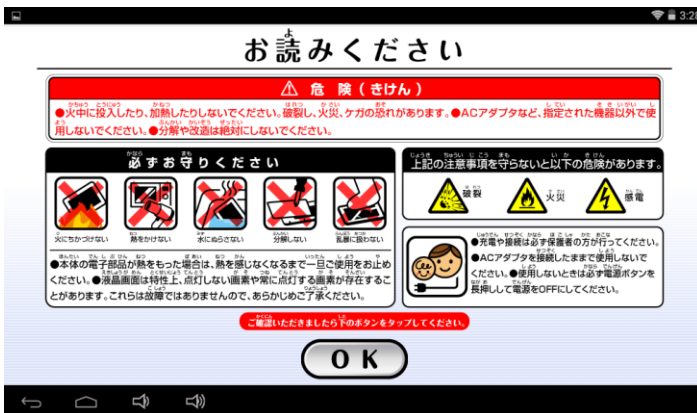 3:28
お読みください
危 険 ( きけん )
●火中に投入したり、加熱したりしないでください。破裂し、火災、ケガの恐れがあります。●ACアダプタなど、指定された機器以外で使
用しないでください。●分解や改造は絶対にしないでください。
必ずお守りください
火にちかづけない
熱をかけない
水にぬらさない
分解しない
乱暴に扱わない
●本体の電子部品が熱をもった場合は、熱を感じなくなるまで一旦ご使用をお止め
ください。●液晶画面は特性上、点灯しない画素や常に点灯する画素が存在するこ
とがあります。これらは故障ではありませんので、あらかじめご了承ください。
上記の注意事項を守らないと以下の危険があります。
破裂
火災
感電
●充電や接続は必ず保護者の方が行ってください。
●ACアダプタを接続したままで使用しないで
ください。●使用しないときは必ず電源ボタンを
長押しして電源をOFFにしてください。
ご確認いただきましたら下のボタンをタップしてください。
OK